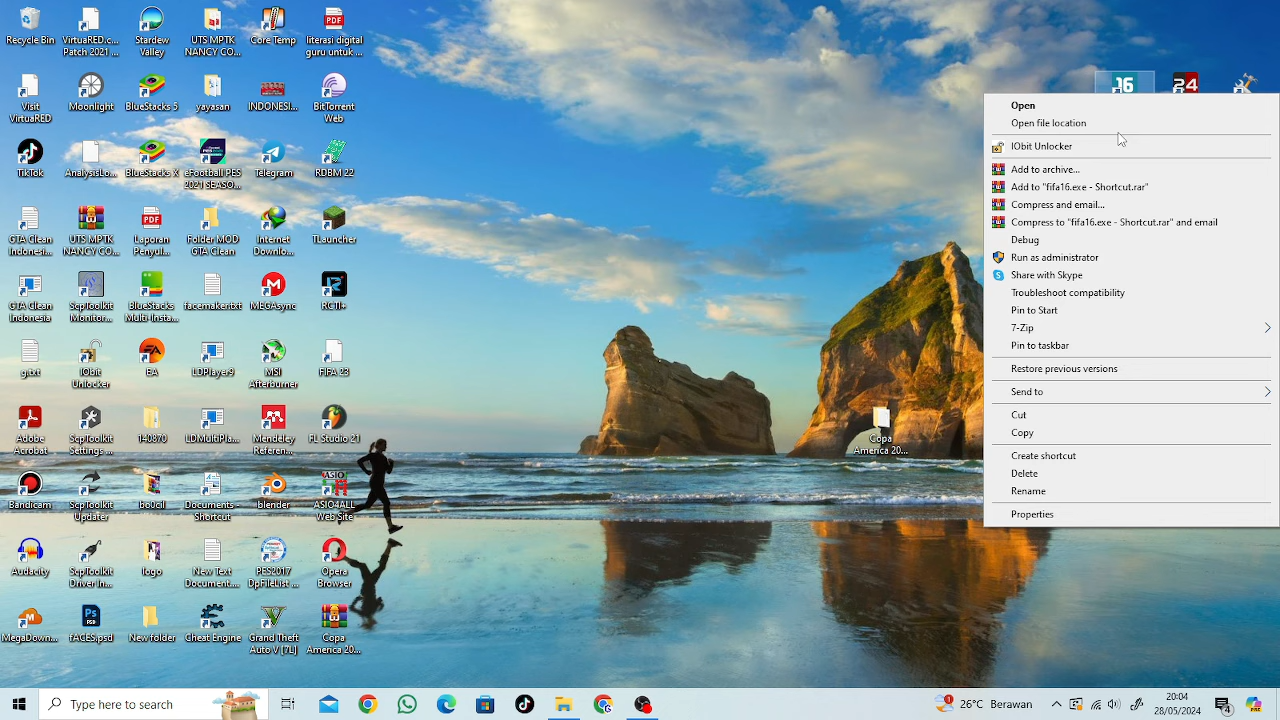 Recycle Bin
VirtuaRED.c...
Patch 2021 ...
Stardew
Valley
UTS MPTK
NANCY CO...
Core Temp
literasi digital
guru untuk ...
Visit
VirtuaRED
Moonlight
BlueStacks 5
yayasan
INDONESI...
BitTorrent
Web
TikTok
AnalysisLo...
BlueStacks X
eFootball PES
2021 SEASO...
Telegram
RDBM 22
GTA Clean
Indonesi...
UTS MPTK
NANCY CO...
Laporan
Penyul...
Folder MOD
GTA Clean
Internet
Downlo...
TLauncher
GTA Clean
Indonesia
ScpToolkit
Monitor...
BlueStacks
Multi-Insta...
facemakertxt
MEGAsync
RCTI+
g.txt
IObit
Unlocker
EA
LDPlayer9
MSI
Afterburner
FIFA 23
Adobe
Acrobat
ScpToolkit
Settings ...
140870
LDMultiPla...
Mendeley
Referen...
FL Studio 21
Bandicam
ScpToolkit
Updater
bo0cil
Documents -
Shortcut
blender
ASIO4ALL
Web Site
Audacity
ScpToolkit
Driver In...
logo
New Text
Document....
PES2017
DpFileList ...
Opera
Browser
MegaDown...
fACES.psd
New folder
Cheat Engine
Grand Theft
Auto V [7L]
Copa
America 20...
Copa
America 20...
16
24
Open
Open file location
IObit Unlocker
Add to archive...
Add to "fifa16.exe - Shortcut.rar"
Compress and email...
Compress to "fifa16.exe - Shortcut.rar" and email
Debug
Run as administrator
Share with Skype
Troubleshoot compatibility
Pin to Start
7-Zip
Pin to taskbar
Restore previous versions
Send to
Cut
Copy
Create shortcut
Delete
Rename
Properties
Type here to search
26°C Berawan
20:04
28/05/2024